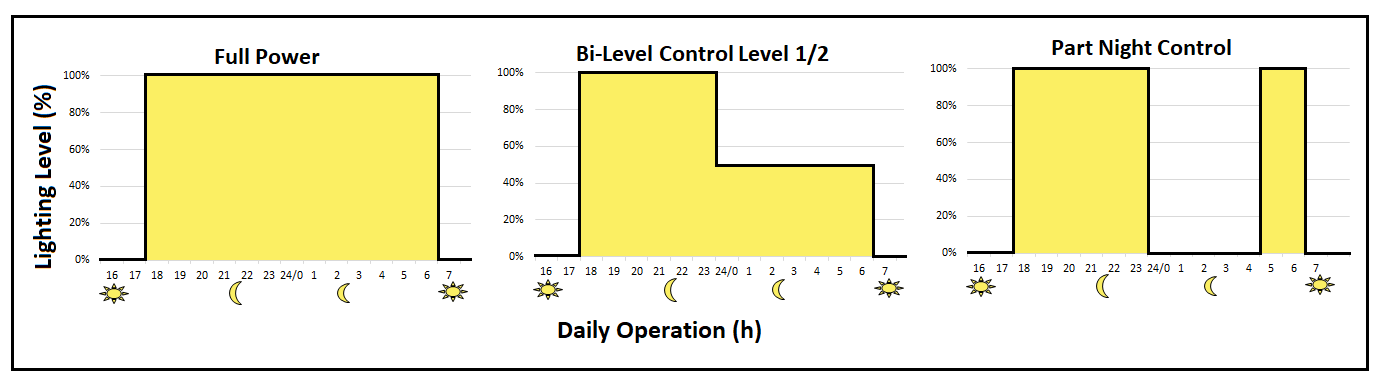 Full Power
Bi-Level Control Level 1/2
Part Night Control
Lighting Level (%)
100%
80%
60%
40%
20%
0%
16 17 18 19 20 21 22 23 24/0 1 2 3 4 5 6 7
100%
80%
60%
40%
20%
0%
16 17 18 19 20 21 22 23 24/0 1 2 3 4 5 6 7
100%
80%
60%
40%
20%
0%
16 17 18 19 20 21 22 23 24/0 1 2 3 4 5 6 7
Daily Operation (h)